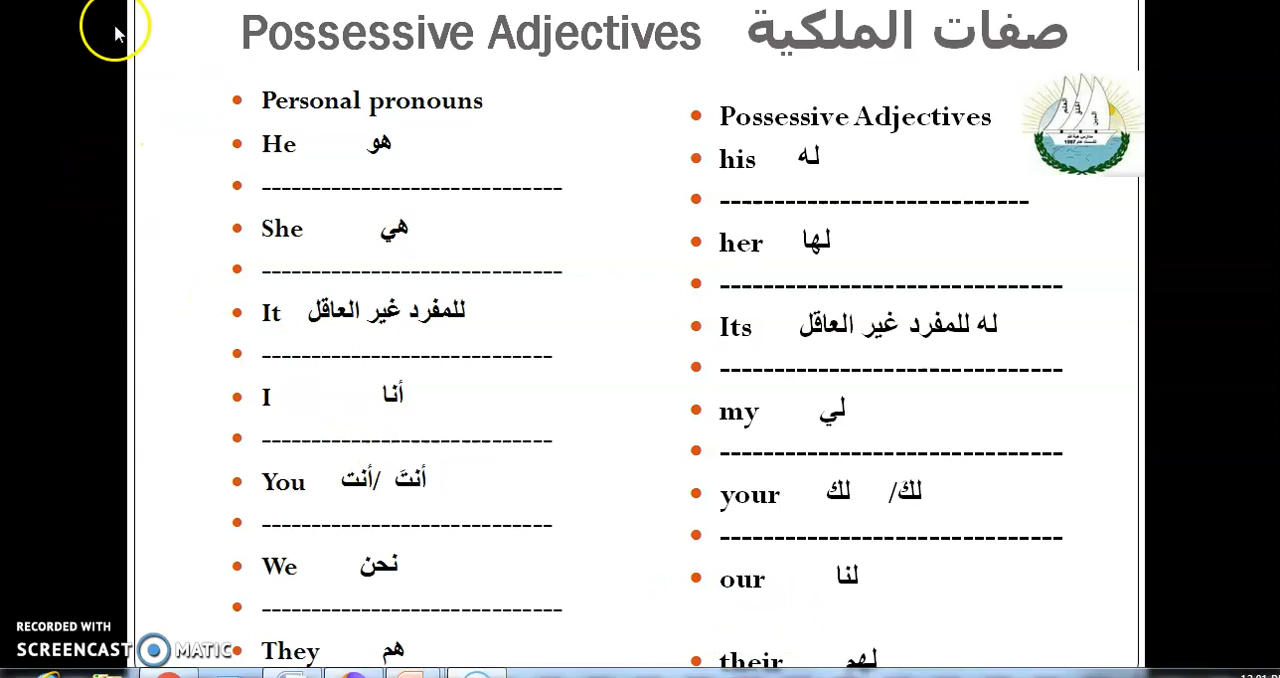 Possessive Adjectives صفات الملكية
Personal pronouns
He هو
------------------------------
She هي
------------------------------
It للمفرد غير العاقل
-----------------------------
I أنا
-----------------------------
You أنتَ /أنت
-----------------------------
We نحن
------------------------------
They هم
Possessive Adjectives
his له
----------------------------
her لها
-------------------------------
Its له للمفرد غير العاقل
-------------------------------
my لي
-------------------------------
your لك /لكَ
-------------------------------
our لنا
their لهم
RECORDED WITH
SCREENCAST MATIC